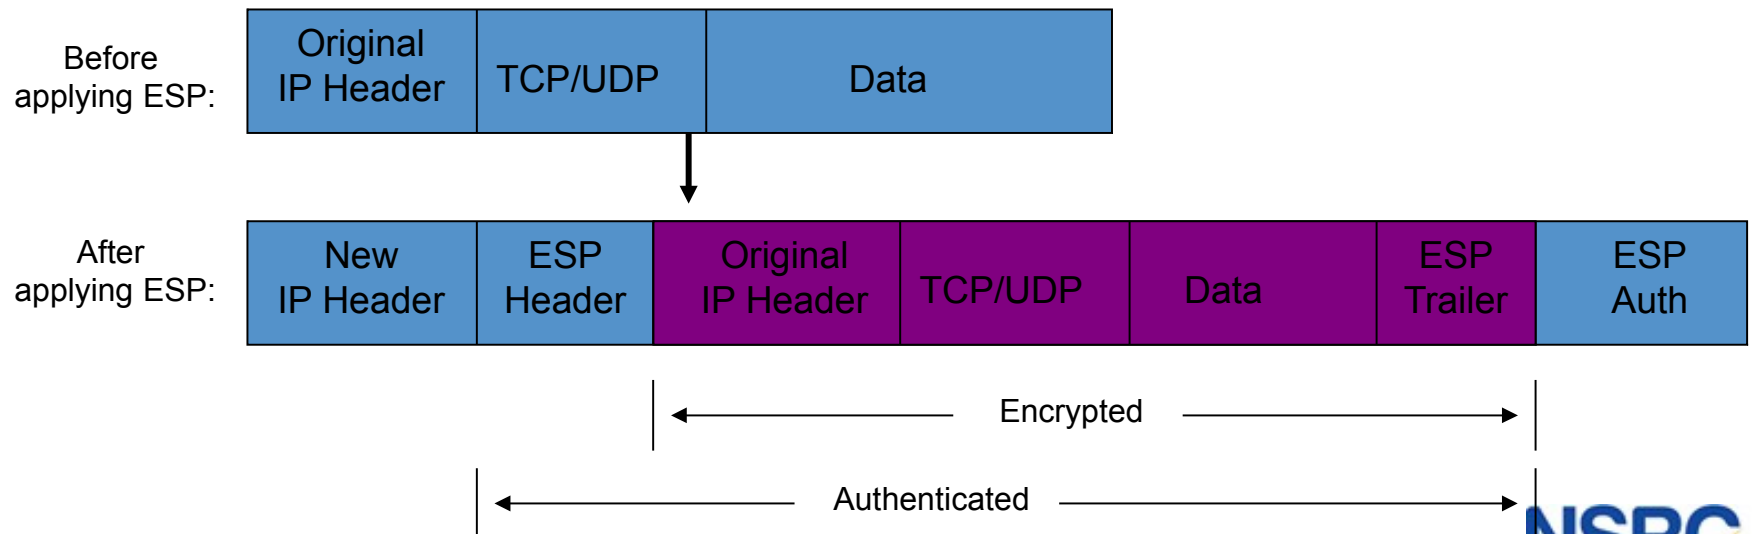 Before
applying ESP:
Original
IP Header
TCP/UDP
Data
After
applying ESP:
New
IP Header
ESP
Header
Original
IP Header
TCP/UDP
Data
ESP
Trailer
ESP
Auth
Encrypted
Authenticated
NSRC